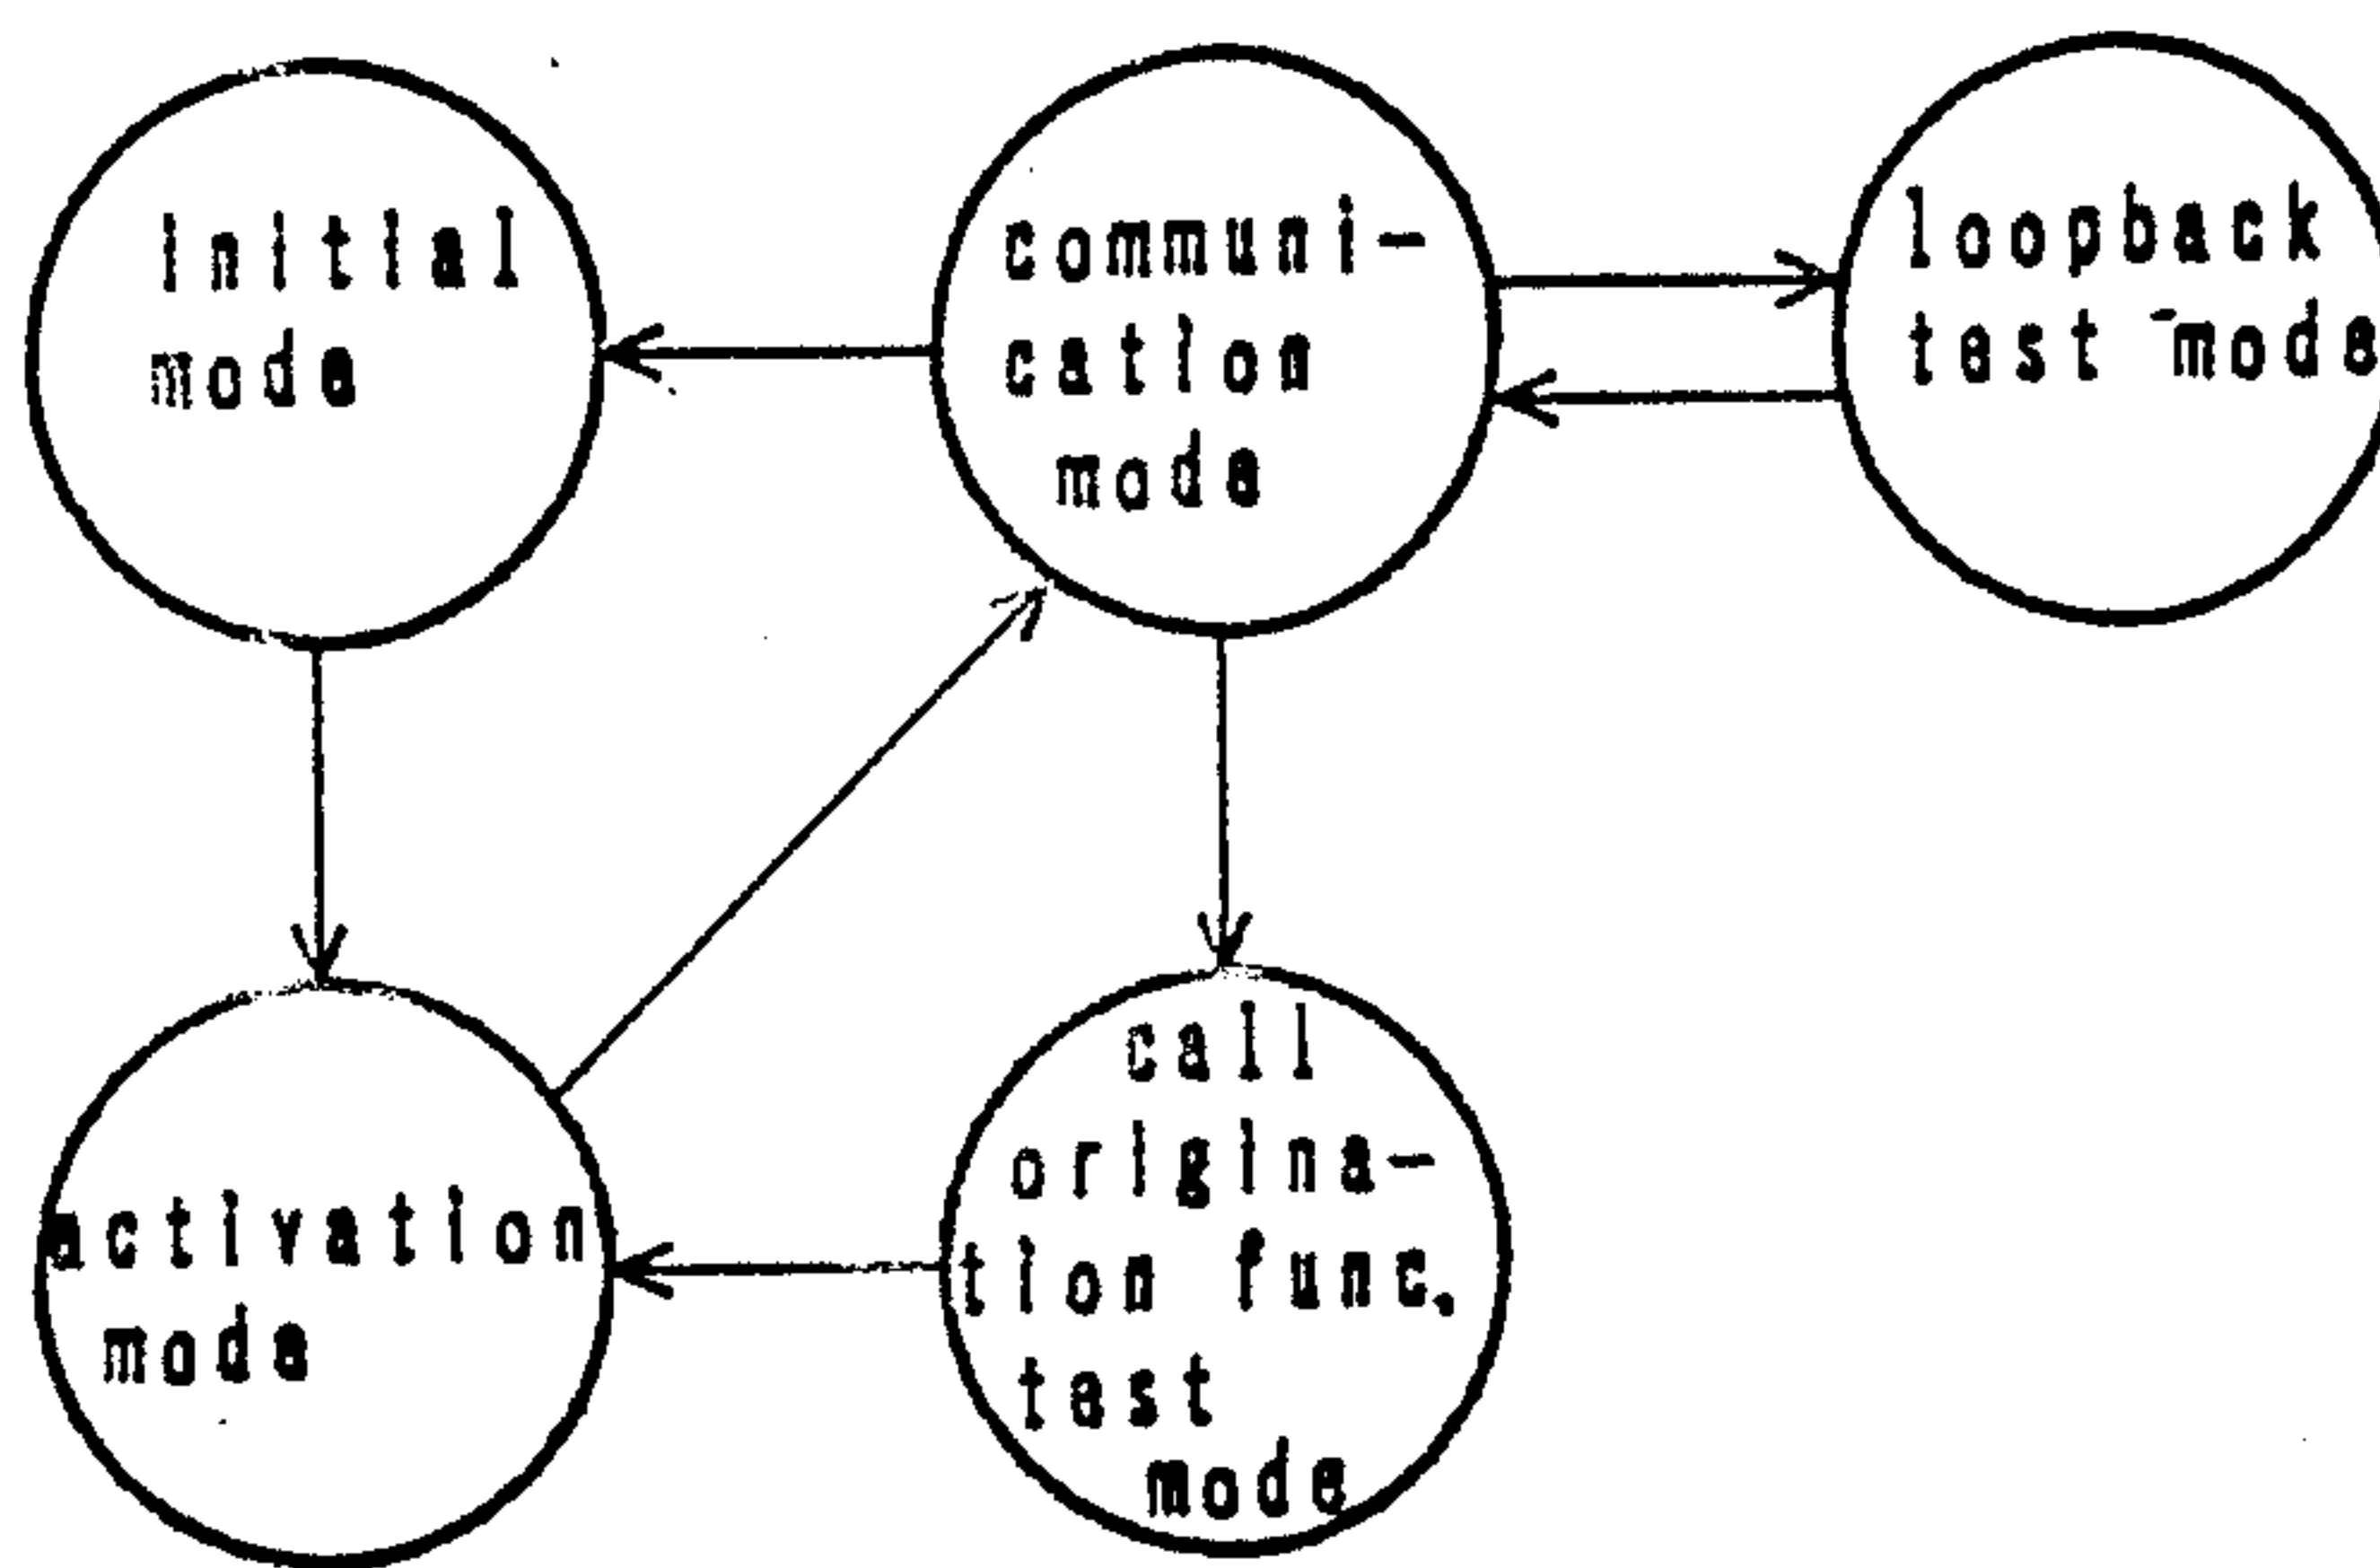 initial
mode
communi-
cation
mode
loopback
test mode
activation
mode
call
origina-
tion func.
test
mode